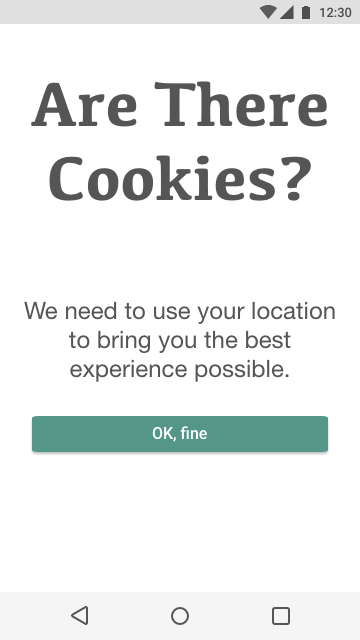 12:30
Are There
Cookies?
We need to use your location
to bring you the best
experience possible.
OK, fine